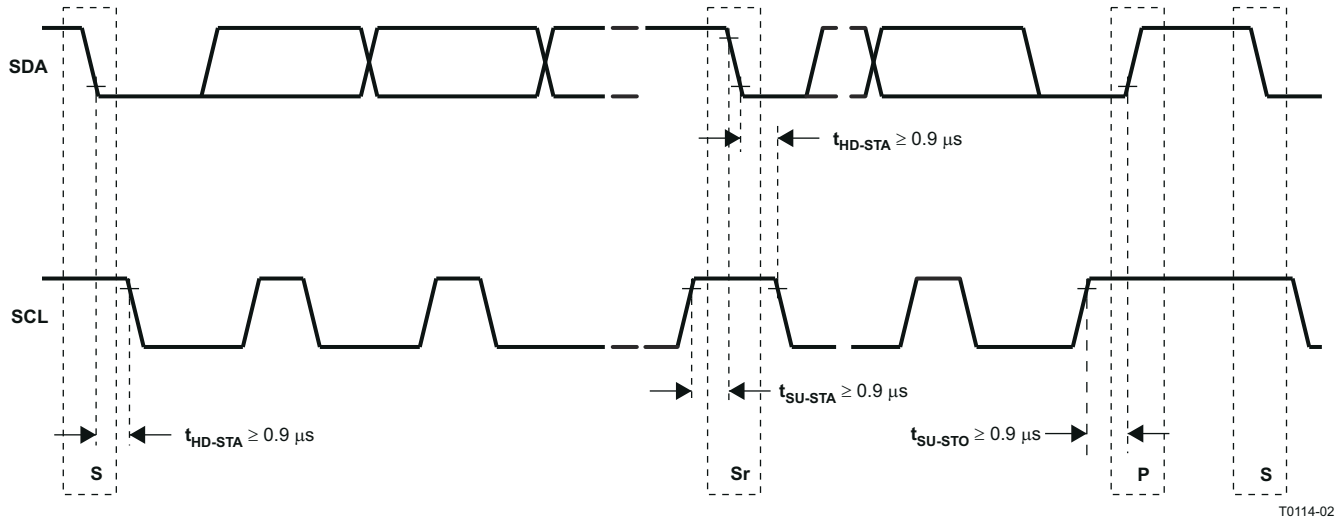 SDA
t_HD-STA ≥ 0.9 μs
SCL
t_SU-STA ≥ 0.9 μs
t_HD-STA ≥ 0.9 μs
t_SU-STO ≥ 0.9 μs
S
Sr
P
S
T0114-02